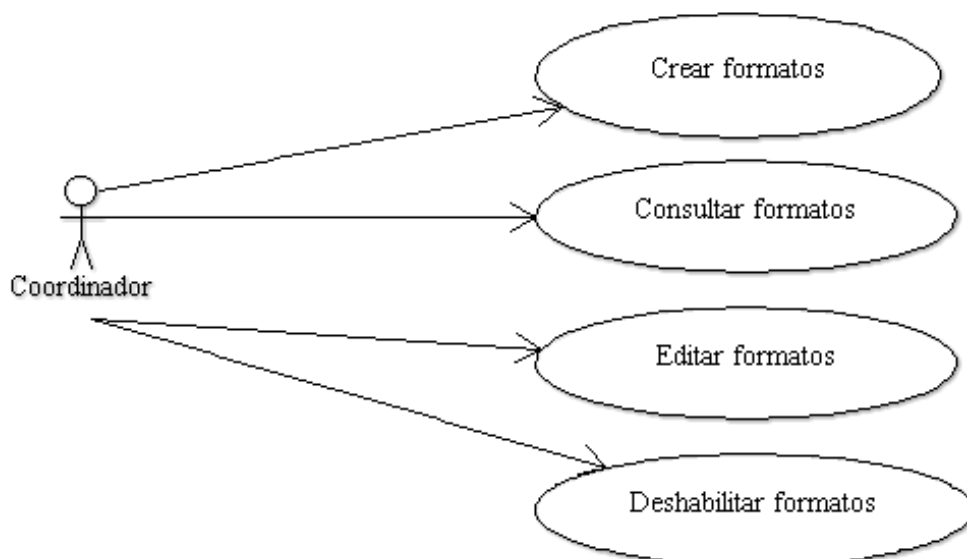 Crear formatos
Consultar formatos
Coordinador
Editar formatos
Deshabilitar formatos